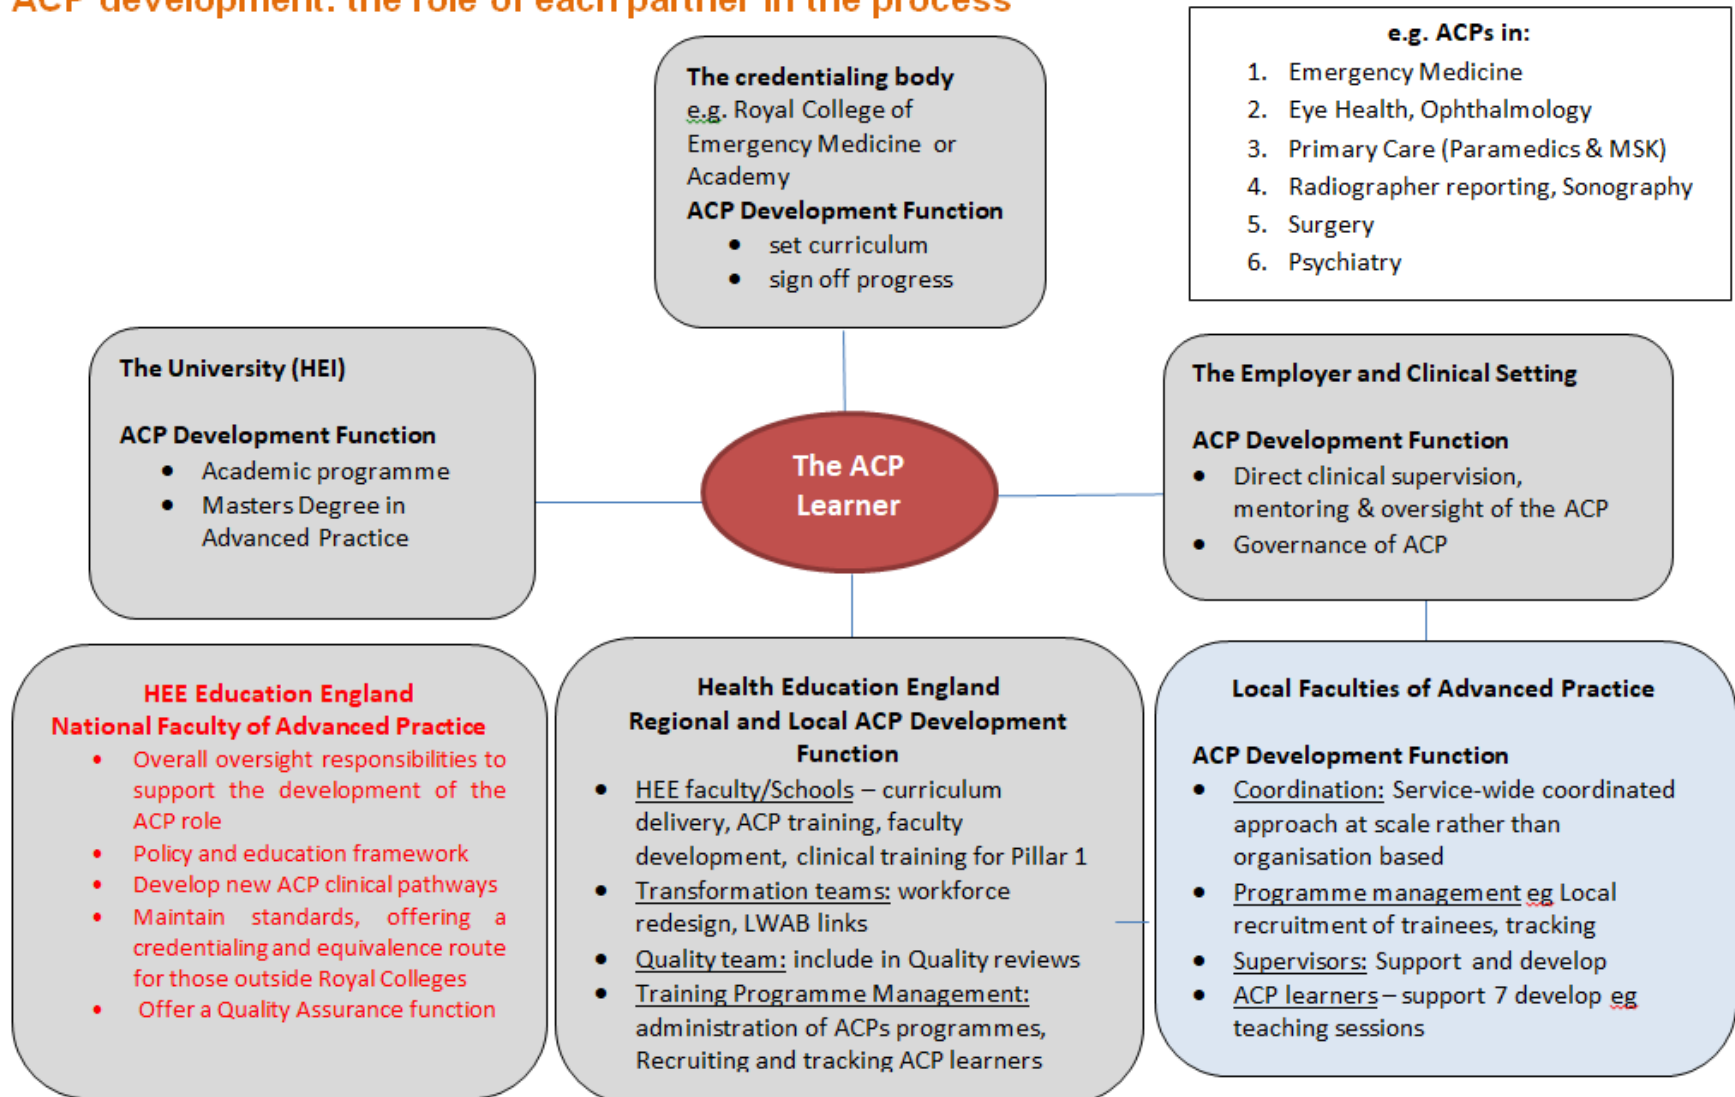 ACP development: the role of each partner in the process
e.g. ACPs in:
1. Emergency Medicine
2. Eye Health, Ophthalmology
3. Primary Care (Paramedics & MSK)
4. Radiographer reporting, Sonography
5. Surgery
6. Psychiatry
The credentialing body
e.g. Royal College of
Emergency Medicine or
Academy
ACP Development Function
• set curriculum
• sign off progress
The University (HEI)
ACP Development Function
• Academic programme
• Masters Degree in
Advanced Practice
The ACP
Learner
The Employer and Clinical Setting
ACP Development Function
• Direct clinical supervision,
mentoring & oversight of the ACP
• Governance of ACP
HEE Education England
National Faculty of Advanced Practice
• Overall oversight responsibilities to
support the development of the
ACP role
• Policy and education framework
• Develop new ACP clinical pathways
• Maintain standards, offering a
credentialing and equivalence route
for those outside Royal Colleges
• Offer a Quality Assurance function
Health Education England
Regional and Local ACP Development
Function
• HEE faculty/Schools – curriculum
delivery, ACP training, faculty
development, clinical training for Pillar 1
• Transformation teams: workforce
redesign, LWAB links
• Quality team: include in Quality reviews
• Training Programme Management:
administration of ACPs programmes,
Recruiting and tracking ACP learners
Local Faculties of Advanced Practice
ACP Development Function
• Coordination: Service-wide coordinated
approach at scale rather than
organisation based
• Programme management eg Local
recruitment of trainees, tracking
• Supervisors: Support and develop
• ACP learners – support 7 develop eg
teaching sessions